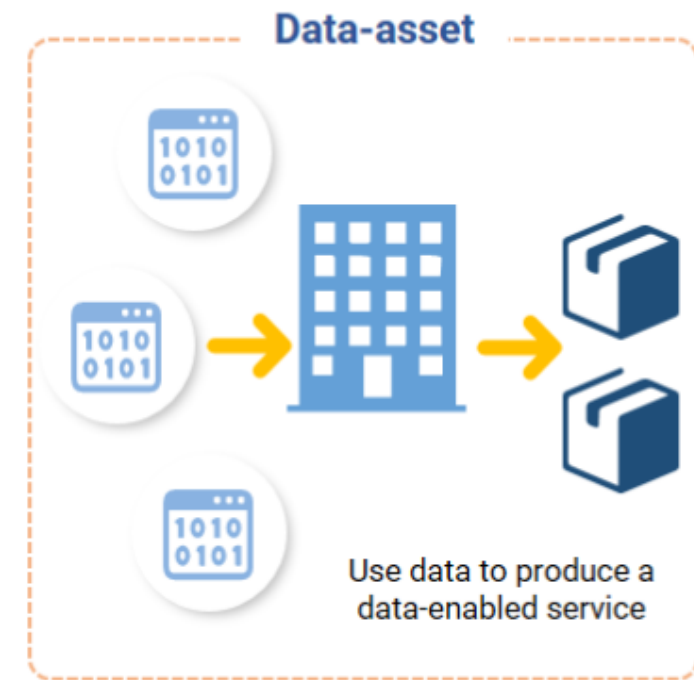 Data-asset
1010
0101
1010
0101
1010
0101
Use data to produce a
data-enabled service